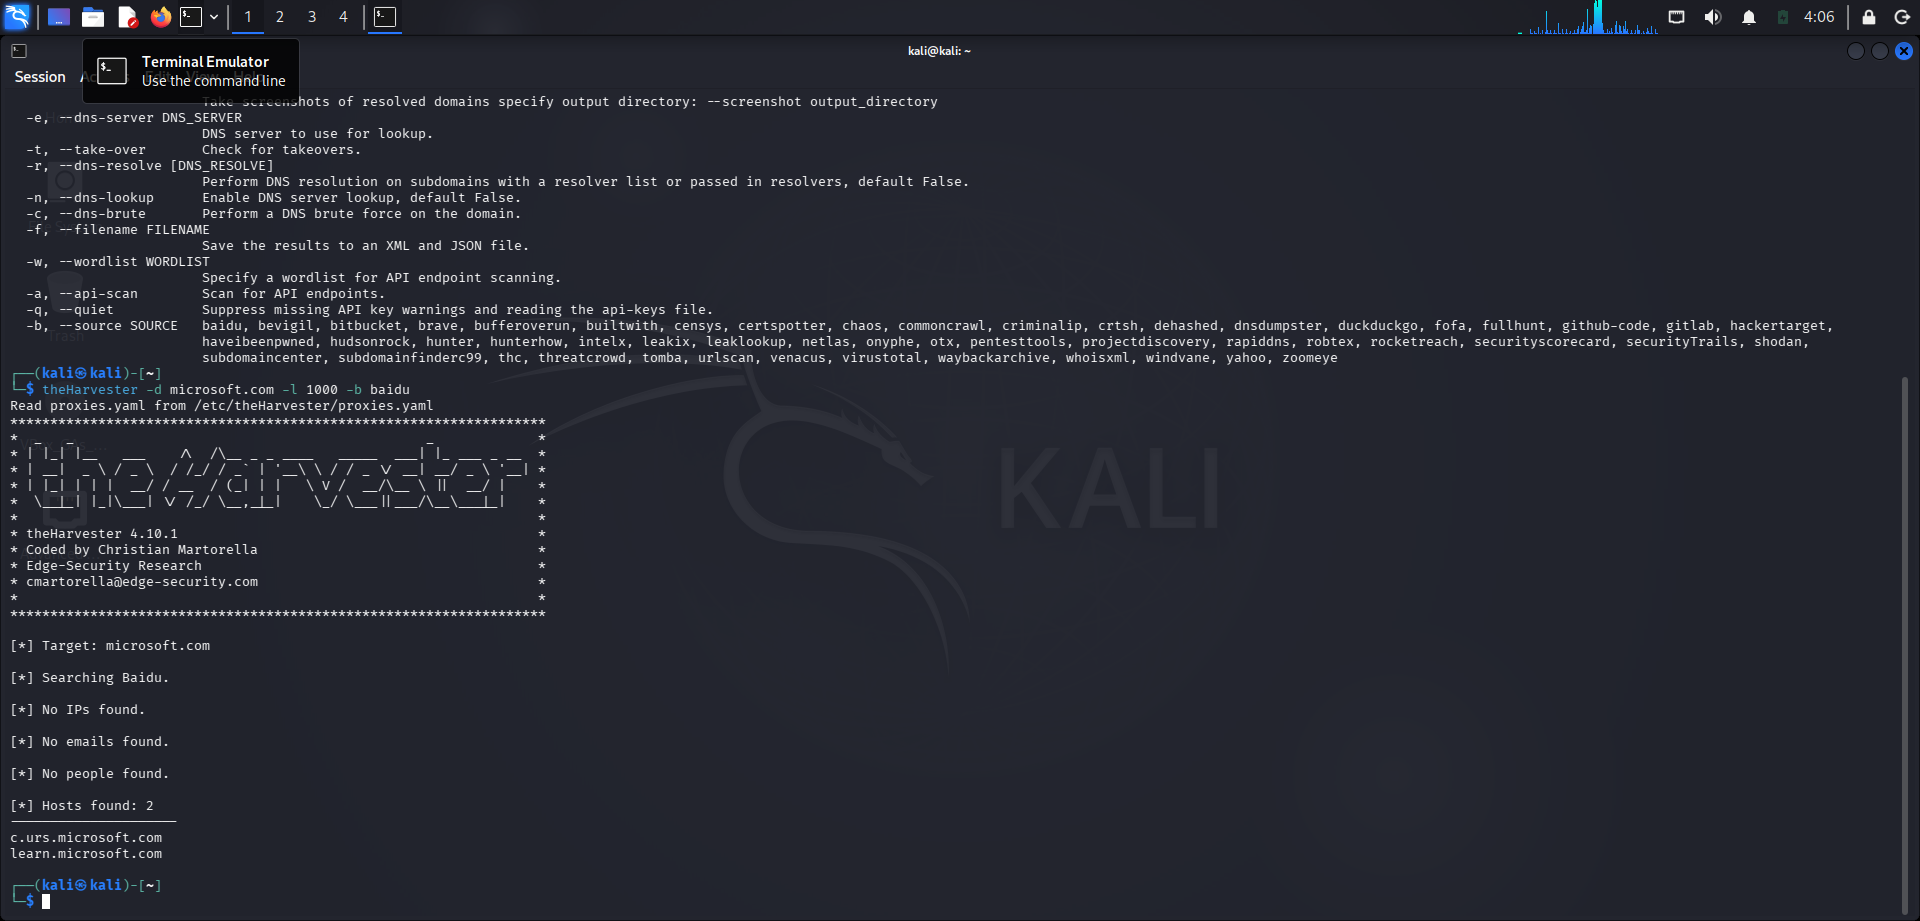 1 2 3 4
4:06
kali@kali: ~
Terminal Emulator
Use the command line
Session
Take screenshots of resolved domains specify output directory: --screenshot output_directory
-e, --dns-server DNS_SERVER
DNS server to use for lookup.
-t, --take-over Check for takeovers.
-r, --dns-resolve [DNS_RESOLVE]
Perform DNS resolution on subdomains with a resolver list or passed in resolvers, default False.
-n, --dns-lookup Enable DNS server lookup, default False.
-c, --dns-brute Perform a DNS brute force on the domain.
-f, --filename FILENAME
Save the results to an XML and JSON file.
-w, --wordlist WORDLIST
Specify a wordlist for API endpoint scanning.
-a, --api-scan Scan for API endpoints.
-q, --quiet Suppress missing API key warnings and reading the api-keys file.
-b, --source SOURCE baidu, bevigil, bitbucket, brave, bufferoverun, builtwith, censys, certspotter, chaos, commoncrawl, criminalip, crtsh, dehashed, dnsdumpster, duckduckgo, fofa, fullhunt, github-code, gitlab, hackertarget,
haveibeenpwned, hudsonrock, hunter, hunterhow, intelx, leakix, leaklookup, netlas, onyphe, otx, pentesttools, projectdiscovery, rapiddns, robtex, rocketreach, securityscorecard, securityTrails, shodan,
subdomaincenter, subdomainfinderc99, thc, threatcrowd, tomba, urlscan, venacus, virustotal, waybackarchive, whoisxml, windvane, yahoo, zoomeye
┌──(kali㉿kali)-[~]
└─$ theHarvester -d microsoft.com -l 1000 -b baidu
Read proxies.yaml from /etc/theHarvester/proxies.yaml
*******************************************************************
theHarvester
* theHarvester 4.10.1 *
* Coded by Christian Martorella *
* Edge-Security Research *
* cmartorella@edge-security.com *
* *
*******************************************************************
[*] Target: microsoft.com
[*] Searching Baidu.
[*] No IPs found.
[*] No emails found.
[*] No people found.
[*] Hosts found: 2
---------------------
c.urs.microsoft.com
learn.microsoft.com
┌──(kali㉿kali)-[~]
└─$
KALI